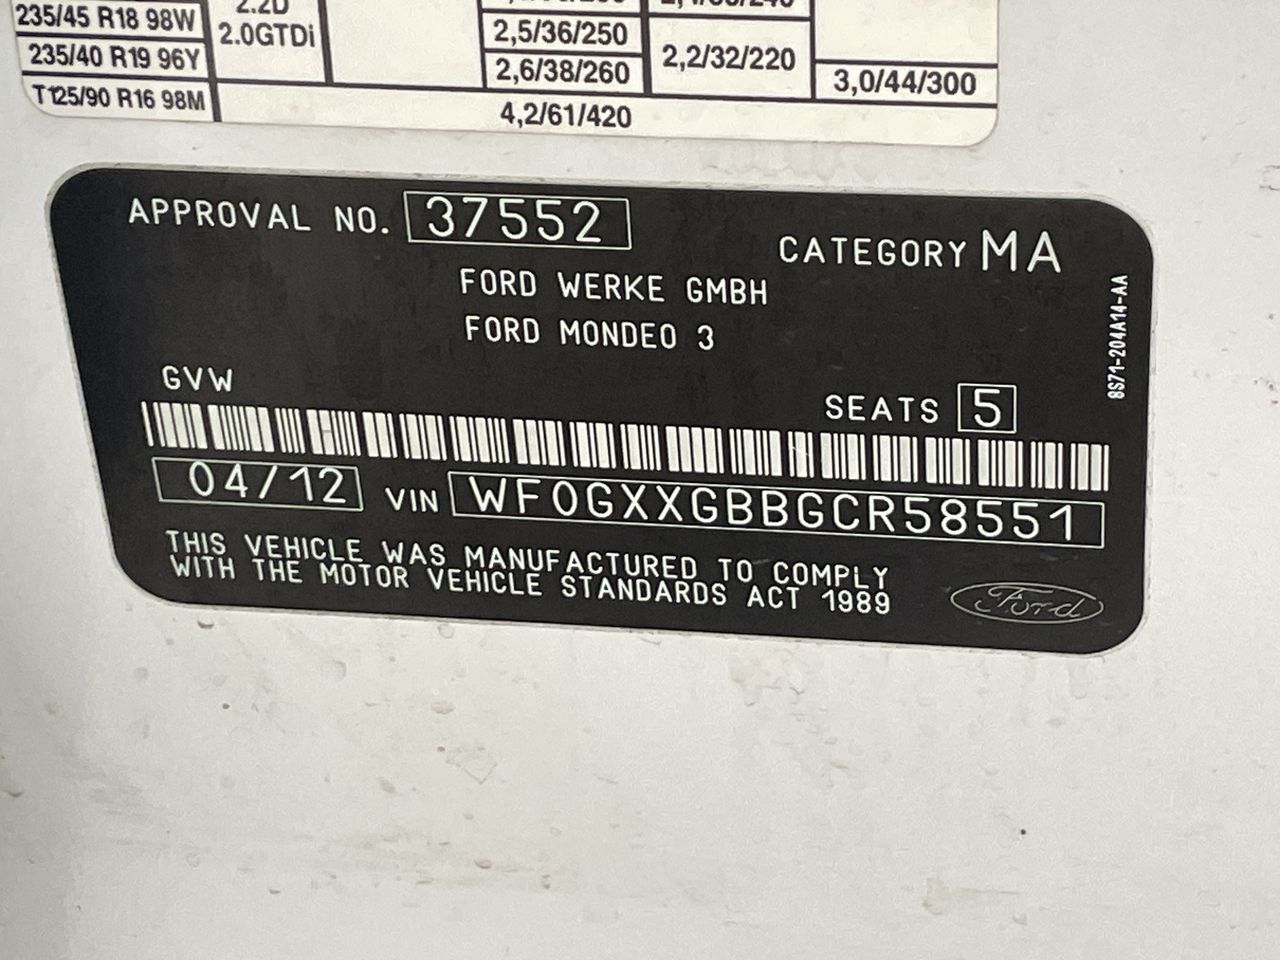 235/45 R18 98W
2.2D
2.0GTDi
235/40 R19 96Y
T125/90 R16 98M
2,5/36/250
2,6/38/260
2,2/32/220
3,0/44/300
4,2/61/420
APPROVAL NO. 37552
CATEGORY MA
FORD WERKE GMBH
FORD MONDEO 3
8S71-204A14-AA
GVW
SEATS 5
04/12 VIN WF0GXXGBBGCR58551
THIS VEHICLE WAS MANUFACTURED TO COMPLY
WITH THE MOTOR VEHICLE STANDARDS ACT 1989
Ford